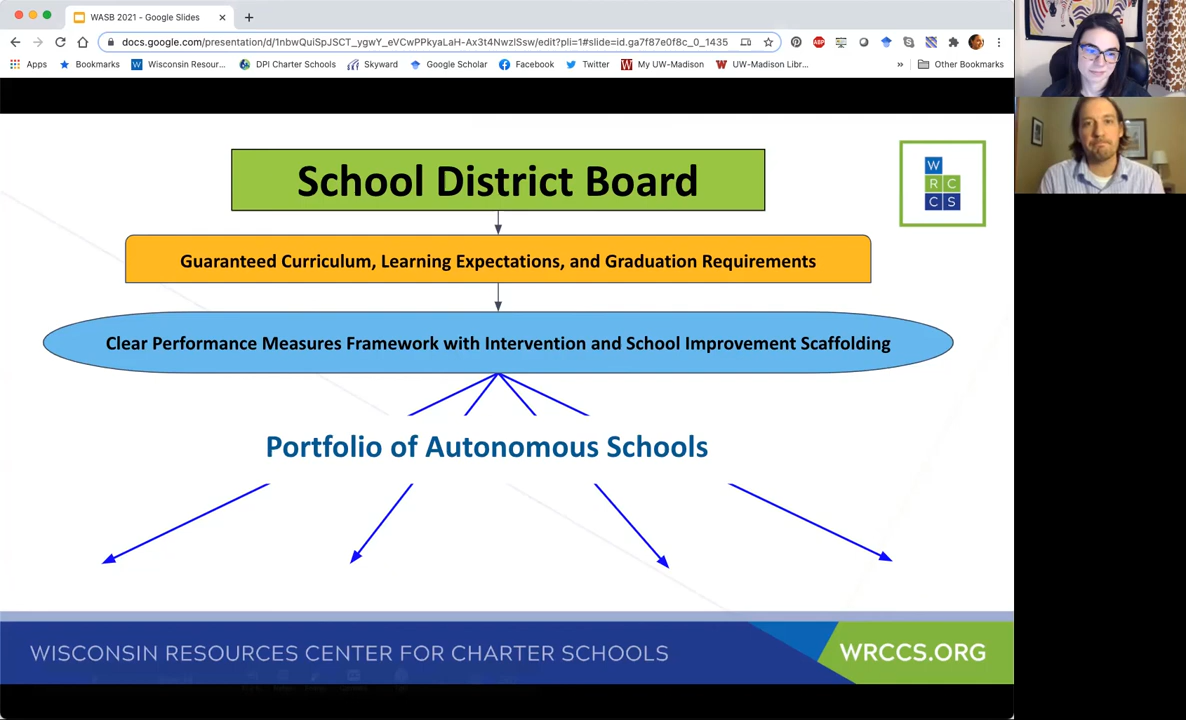 WASB 2021 - Google Slides
docs.google.com/presentation/d/1nbwQuiSpJSCT_ygwY_eVCwPPkyaLaH-Ax3t4NwzISsw/edit?pli=1#slide=id.ga7f87e0f8c_0_1435
Apps Bookmarks Wisconsin Resour... DPI Charter Schools Skyward Google Scholar Facebook Twitter My UW-Madison UW-Madison Libr... » Other Bookmarks
School District Board
W
R C
C S
Guaranteed Curriculum, Learning Expectations, and Graduation Requirements
Clear Performance Measures Framework with Intervention and School Improvement Scaffolding
Portfolio of Autonomous Schools
WISCONSIN RESOURCES CENTER FOR CHARTER SCHOOLS
WRCCS.ORG